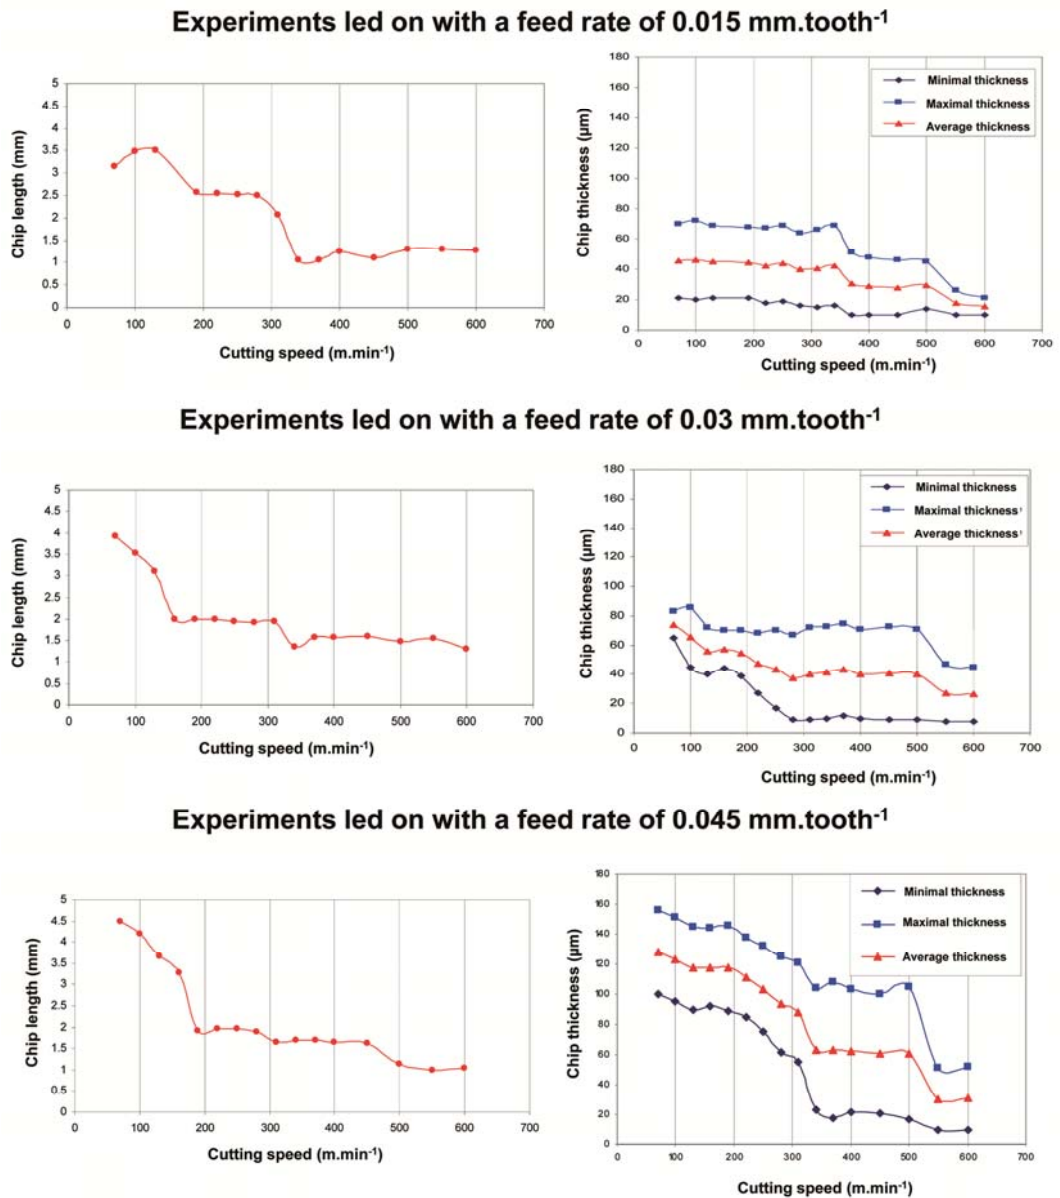 Experiments led on with a feed rate of 0.015 mm.tooth-1
5
4.5
4
3.5
3
2.5
2
1.5
1
0.5
0
Chip length (mm)
0 100 200 300 400 500 600 700
Cutting speed (m.min-1)
180
160
140
120
100
80
60
40
20
0
Chip thickness (µm)
Minimal thickness
Maximal thickness
Average thickness
0 100 200 300 400 500 600 700
Cutting speed (m.min-1)
Experiments led on with a feed rate of 0.03 mm.tooth-1
5
4.5
4
3.5
3
2.5
2
1.5
1
0.5
0
Chip length (mm)
0 100 200 300 400 500 600 700
Cutting speed (m.min-1)
180
160
140
120
100
80
60
40
20
0
Chip thickness (µm)
Minimal thickness
Maximal thickness
Average thickness
0 100 200 300 400 500 600 700
Cutting speed (m.min-1)
Experiments led on with a feed rate of 0.045 mm.tooth-1
5
4.5
4
3.5
3
2.5
2
1.5
1
0.5
0
Chip length (mm)
0 100 200 300 400 500 600 700
Cutting speed (m.min-1)
180
160
140
120
100
80
60
40
20
0
Chip thickness (µm)
Minimal thickness
Maximal thickness
Average thickness
0 100 200 300 400 500 600 700
Cutting speed (m.min-1)